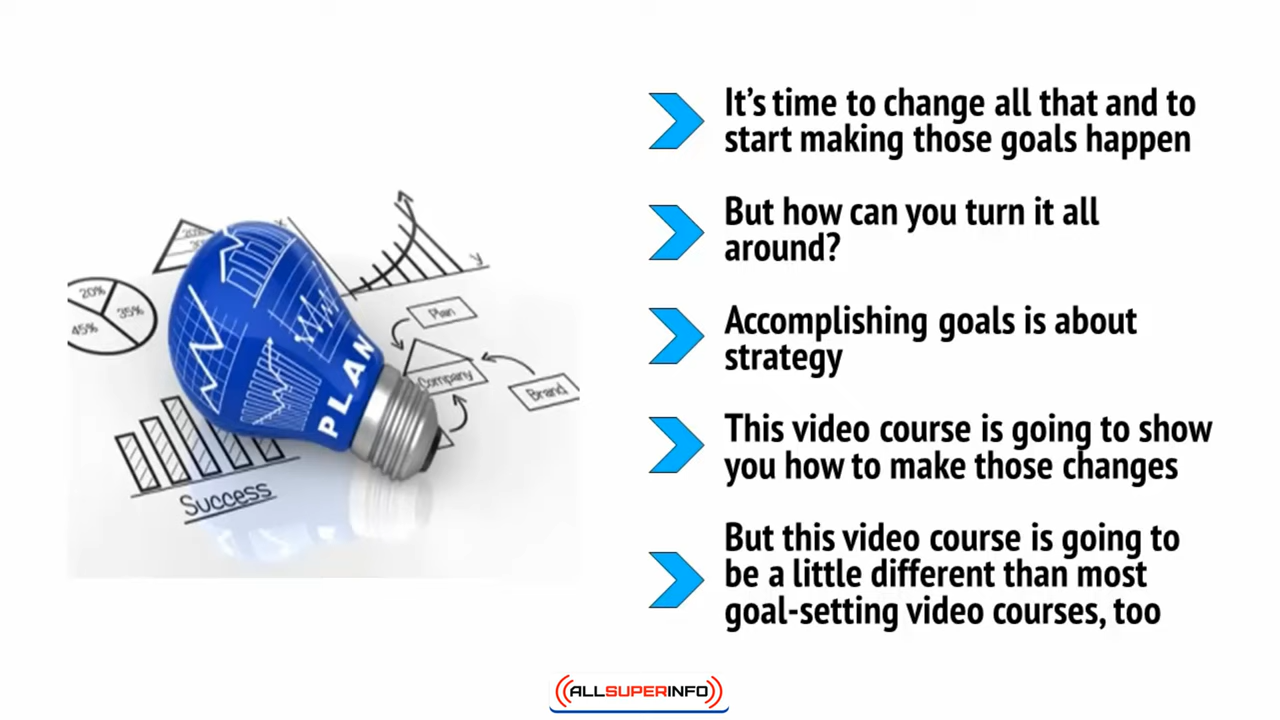 It's time to change all that and to
start making those goals happen
But how can you turn it all
around?
Accomplishing goals is about
strategy
This video course is going to show
you how to make those changes
But this video course is going to
be a little different than most
goal-setting video courses, too
20%
35%
45%
x
y
Plan
Company
Brand
PLAN
Success
ALLSUPERINFO